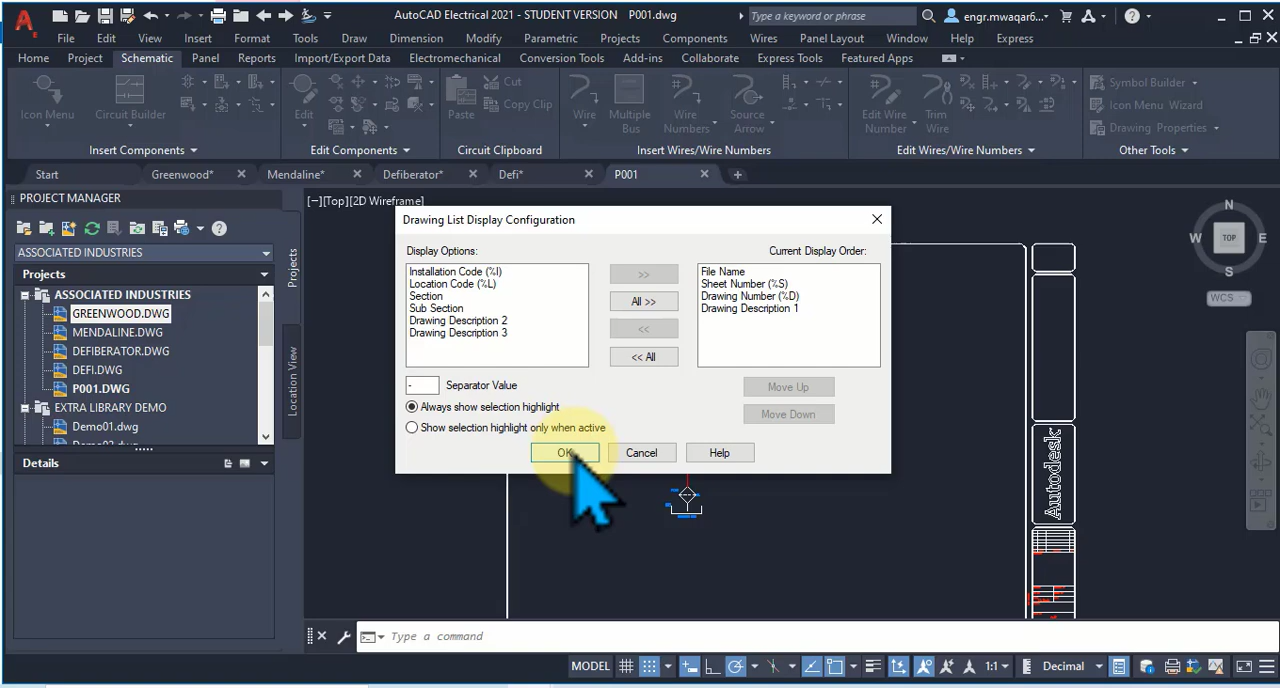 AutoCAD Electrical 2021 - STUDENT VERSION P001.dwg
Type a keyword or phrase
engr.mwaqar6...
File Edit View Insert Format Tools Draw Dimension Modify Parametric Projects Components Wires Panel Layout Window Help Express
Home Project Schematic Panel Reports Import/Export Data Electromechanical Conversion Tools Add-ins Collaborate Express Tools Featured Apps
Icon Menu
Circuit Builder
Insert Components
Edit
Edit Components
Paste
Cut
Copy Clip
Circuit Clipboard
Wire
Multiple
Bus
Wire
Numbers
Source
Arrow
Insert Wires/Wire Numbers
Edit Wire
Number
Trim
Wire
Edit Wires/Wire Numbers
Symbol Builder
Icon Menu Wizard
Drawing Properties
Other Tools
Start Greenwood* Mendaline* Defiberator* Defi* P001
PROJECT MANAGER
ASSOCIATED INDUSTRIES
Projects
ASSOCIATED INDUSTRIES
GREENWOOD.DWG
MENDALINE.DWG
DEFIBERATOR.DWG
DEFI.DWG
P001.DWG
EXTRA LIBRARY DEMO
Demo01.dwg
Details
Projects
Location View
[−][Top][2D Wireframe]
Drawing List Display Configuration
Display Options:
Installation Code (%I)
Location Code (%L)
Section
Sub Section
Drawing Description 2
Drawing Description 3
>>
All >>
<<
<< All
Current Display Order:
File Name
Sheet Number (%S)
Drawing Number (%D)
Drawing Description 1
- Separator Value
Always show selection highlight
Show selection highlight only when active
Move Up
Move Down
OK Cancel Help
N
W TOP E
S
WCS
Autodesk
Type a command
MODEL 1:1 Decimal